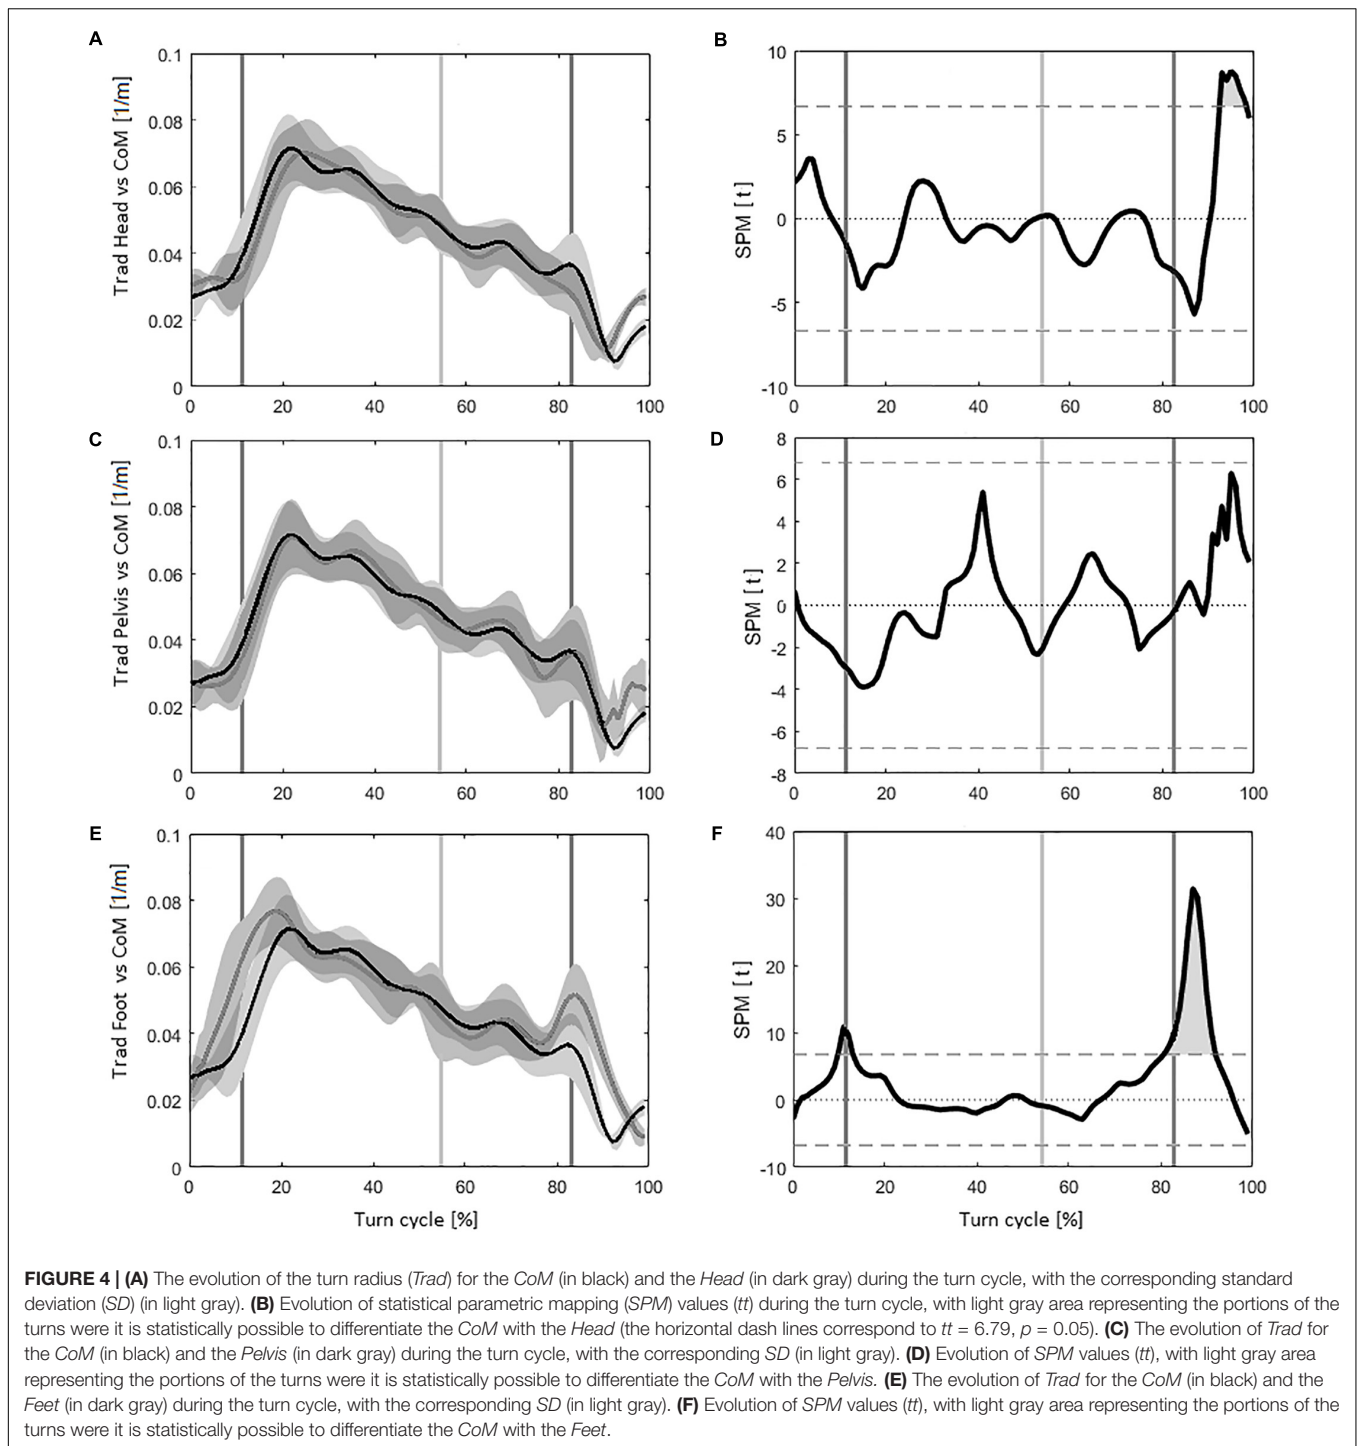 A
B
0.1
0.08
0.06
0.04
0.02
0
Trad Head vs CoM [1/m]
0 20 40 60 80 100
10
5
0
-5
-10
SPM [ t ]
0 20 40 60 80 100
C
D
0.1
0.08
0.06
0.04
0.02
0
Trad Pelvis vs CoM [1/m]
0 20 40 60 80 100
8
6
4
2
0
-2
-4
-6
-8
SPM [ t ]
0 20 40 60 80 100
E
F
0.1
0.08
0.06
0.04
0.02
0
Trad Foot vs CoM [1/m]
0 20 40 60 80 100
Turn cycle [%]
40
30
20
10
0
-10
SPM [ t ]
0 20 40 60 80 100
Turn cycle [%]
FIGURE 4 | (A) The evolution of the turn radius (Trad) for the CoM (in black) and the Head (in dark gray) during the turn cycle, with the corresponding standard
deviation (SD) (in light gray). (B) Evolution of statistical parametric mapping (SPM) values (tt) during the turn cycle, with light gray area representing the portions of the
turns were it is statistically possible to differentiate the CoM with the Head (the horizontal dash lines correspond to tt = 6.79, p = 0.05). (C) The evolution of Trad for
the CoM (in black) and the Pelvis (in dark gray) during the turn cycle, with the corresponding SD (in light gray). (D) Evolution of SPM values (tt), with light gray area
representing the portions of the turns were it is statistically possible to differentiate the CoM with the Pelvis. (E) The evolution of Trad for the CoM (in black) and the
Feet (in dark gray) during the turn cycle, with the corresponding SD (in light gray). (F) Evolution of SPM values (tt), with light gray area representing the portions of the
turns were it is statistically possible to differentiate the CoM with the Feet.